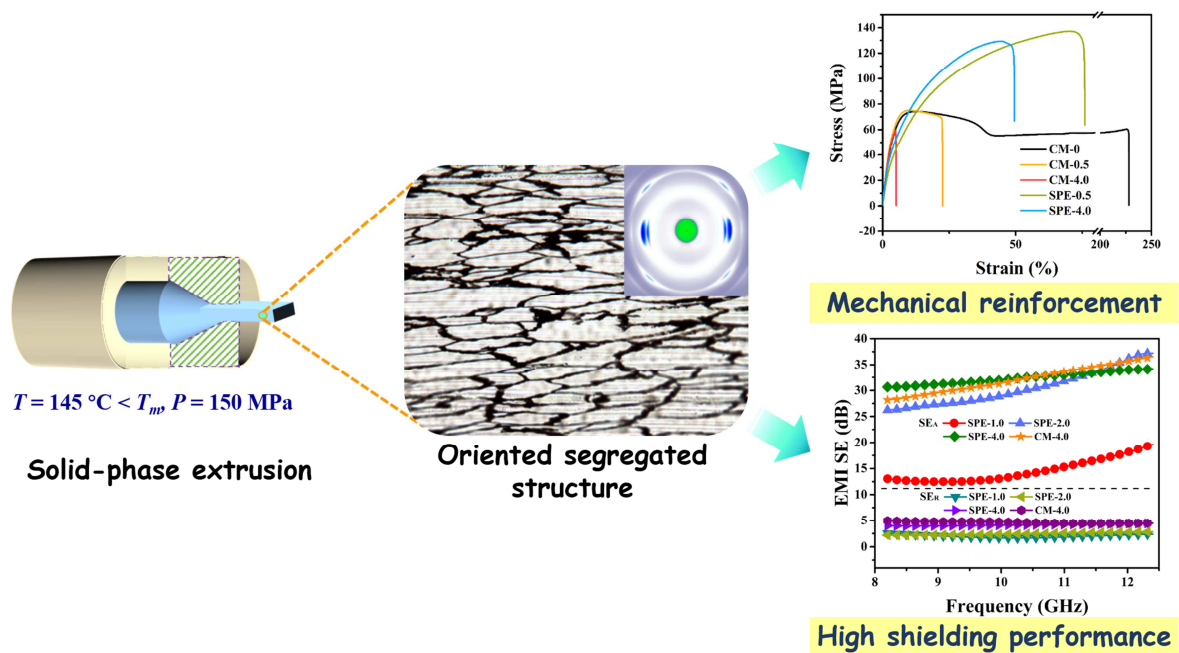 T = 145 °C < Tm, P = 150 MPa
Solid-phase extrusion
Oriented segregated
structure
140
120
100
80
60
40
20
0
-20
Stress (MPa)
CM-0
CM-0.5
CM-4.0
SPE-0.5
SPE-4.0
0
50
200
250
Strain (%)
Mechanical reinforcement
40
35
30
25
20
15
10
5
0
EMI SE (dB)
SEA SPE-1.0 SPE-2.0
SPE-4.0 CM-4.0
SER SPE-1.0 SPE-2.0
SPE-4.0 CM-4.0
8
9
10
11
12
Frequency (GHz)
High shielding performance